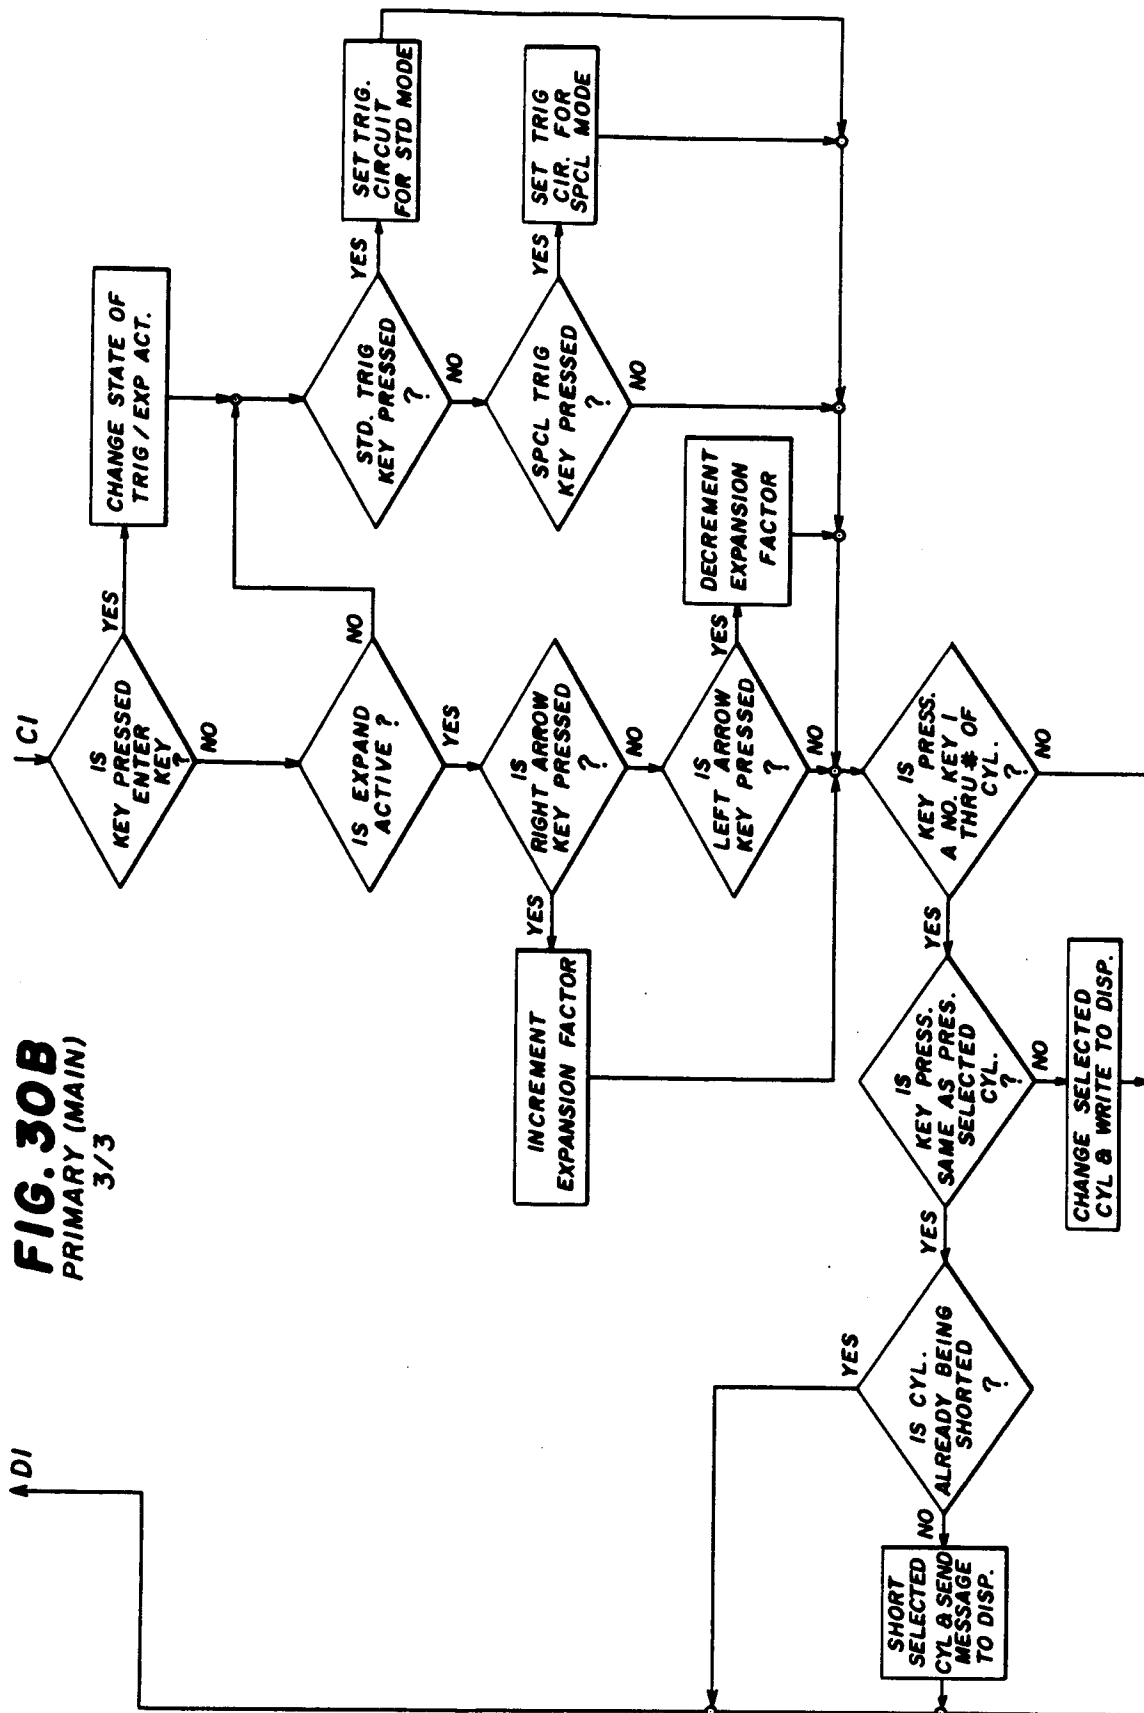 FIG. 30B
PRIMARY (MAIN)
3/3
C1
IS
KEY PRESSED
ENTER
KEY
?
YES
NO
CHANGE STATE OF
TRIG / EXP ACT.
IS EXPAND
ACTIVE ?
NO
YES
STD. TRIG
KEY PRESSED
?
YES
NO
SET TRIG.
CIRCUIT
FOR STD MODE
SPCL TRIG
KEY PRESSED
?
YES
NO
SET TRIG
CIR. FOR
SPCL MODE
IS
RIGHT ARROW
KEY PRESSED
?
YES
NO
INCREMENT
EXPANSION FACTOR
IS
LEFT ARROW
KEY PRESSED
?
YES
NO
DECREMENT
EXPANSION
FACTOR
IS
KEY PRESS.
A NO. KEY 1
THRU # OF
CYL.
?
YES
NO
IS
KEY PRESS.
SAME AS PRES.
SELECTED
CYL.
?
YES
NO
CHANGE SELECTED
CYL & WRITE TO DISP.
IS CYL.
ALREADY BEING
SHORTED
?
YES
NO
SHORT
SELECTED
CYL & SEND
MESSAGE
TO DISP.
D1